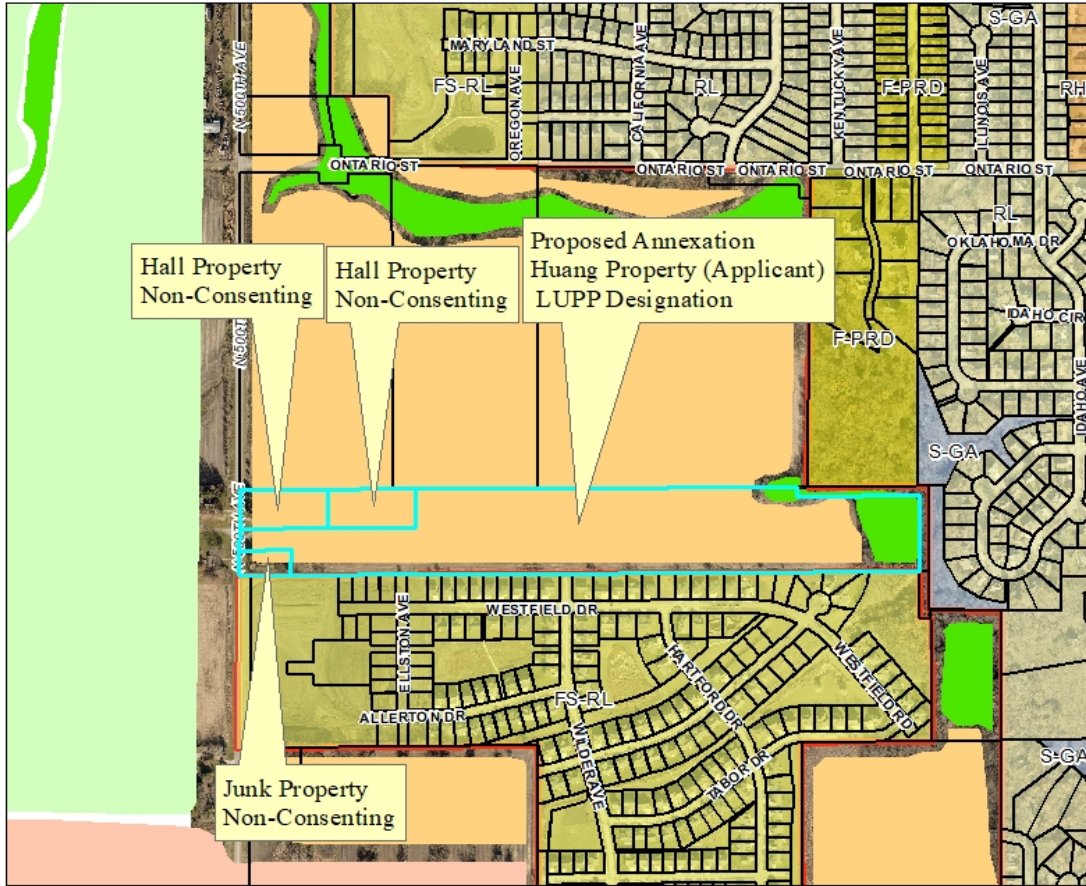 S-GA
MARYLAND ST
CALIFORNIA AVE
KENTUCKY AVE
ILLINOIS AVE
N 500TH AVE
FS-RL
OREGON AVE
RL
F-PRD
RH
ONTARIO ST
ONTARIO ST
ONTARIO ST
ONTARIO ST
ONTARIO ST
F-PRD
RL
OKLAHOMA DR
IDAHO CIR
Hall Property
Non-Consenting
Hall Property
Non-Consenting
Proposed Annexation
Huang Property (Applicant)
LUPP Designation
F-PRD
IDAHO AVE
S-GA
N 500TH AVE
WESTFIELD DR
ELLSTON AVE
HARTFORD DR
WESTFIELD RD
FS-RL
ALLERTON DR
WILDER AVE
TABOR DR
S-GA
Junk Property
Non-Consenting